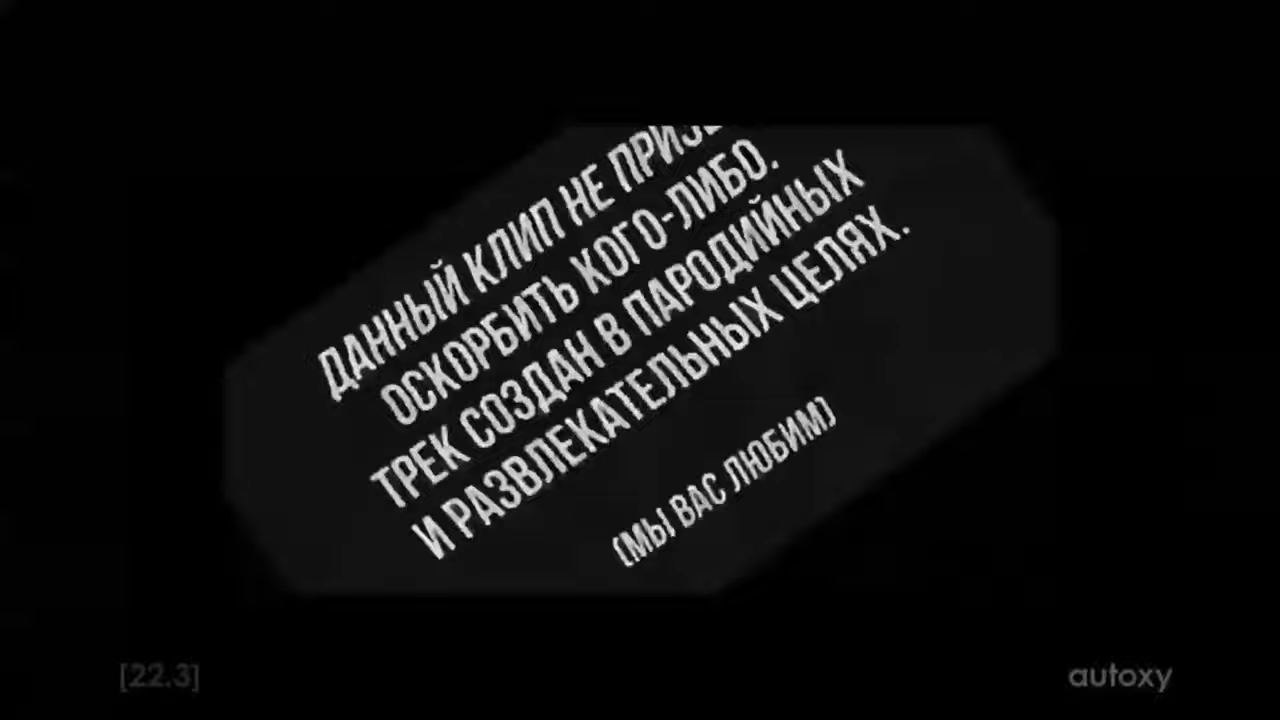 ДАННЫЙ КЛИП НЕ
ОСКОРБИТЬ КОГО-ЛИБО.
ТРЕК СОЗДАН В ПАРОДИЙНЫХ
И РАЗВЛЕКАТЕЛЬНЫХ ЦЕЛЯХ.
(МЫ ВАС ЛЮБИМ)
[22.3]
autoxy